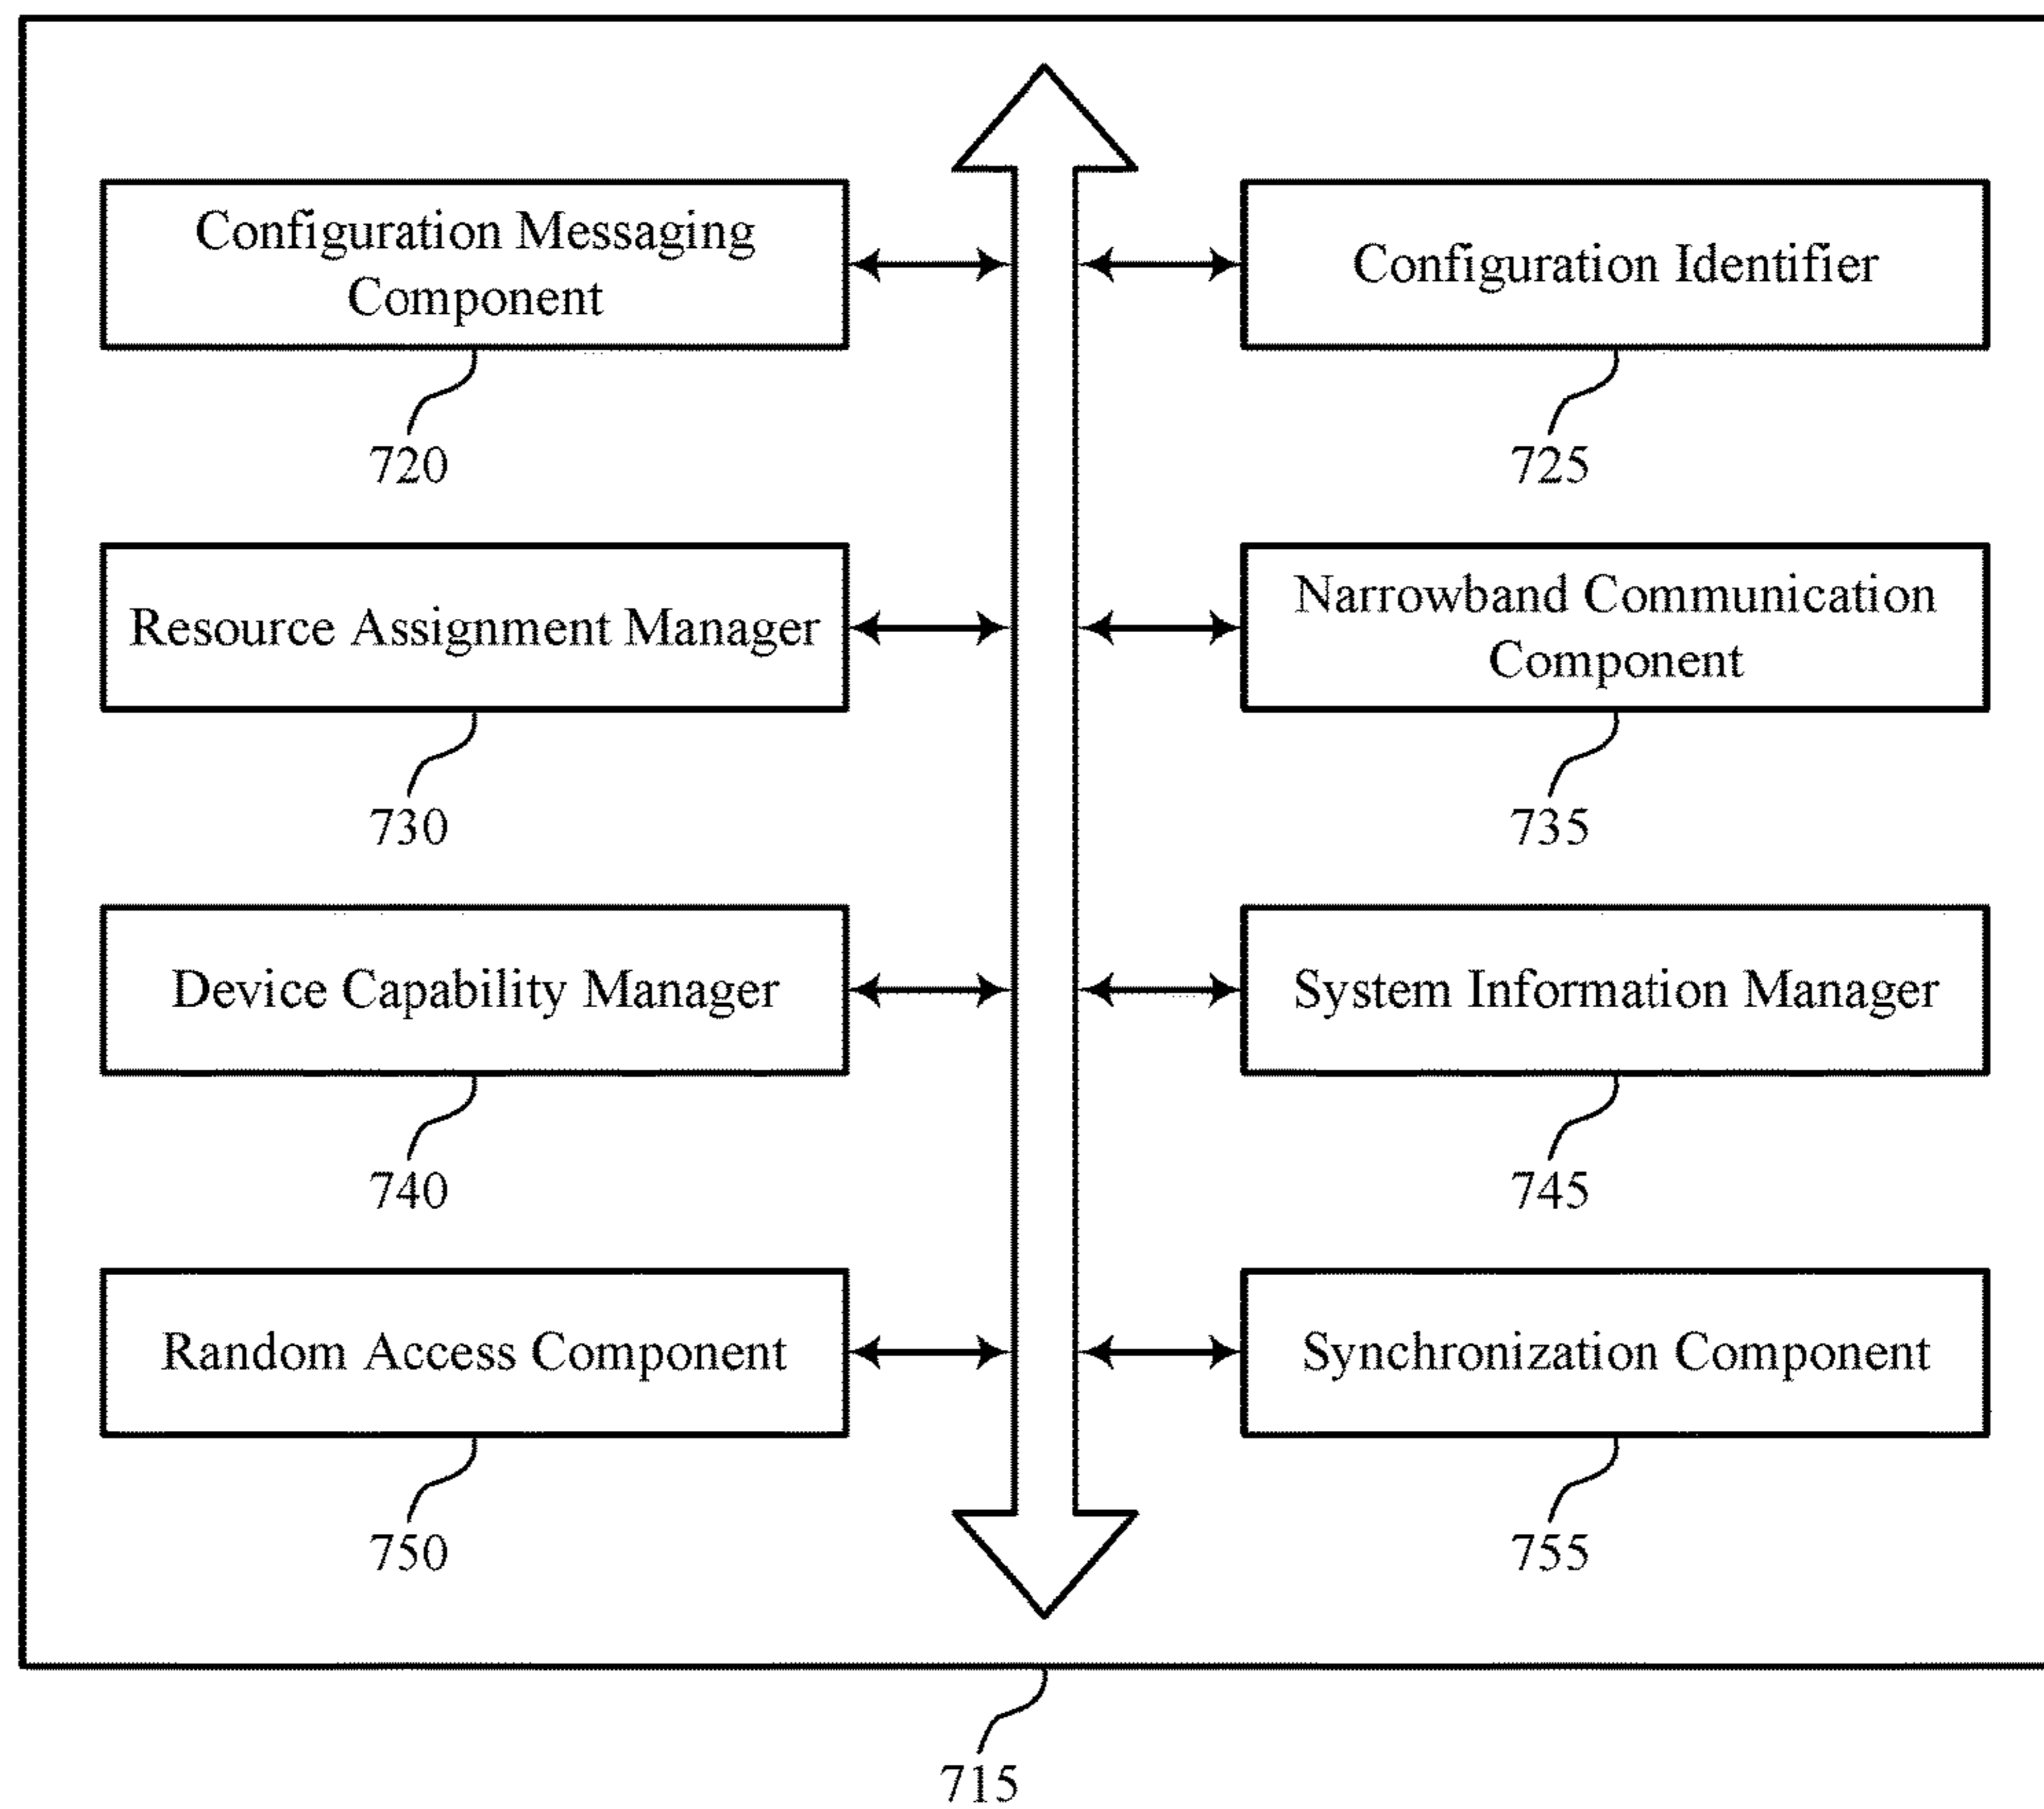 Configuration Messaging
Component
Configuration Identifier
720
725
Resource Assignment Manager
Narrowband Communication
Component
730
735
Device Capability Manager
System Information Manager
740
745
Random Access Component
Synchronization Component
750
755
715